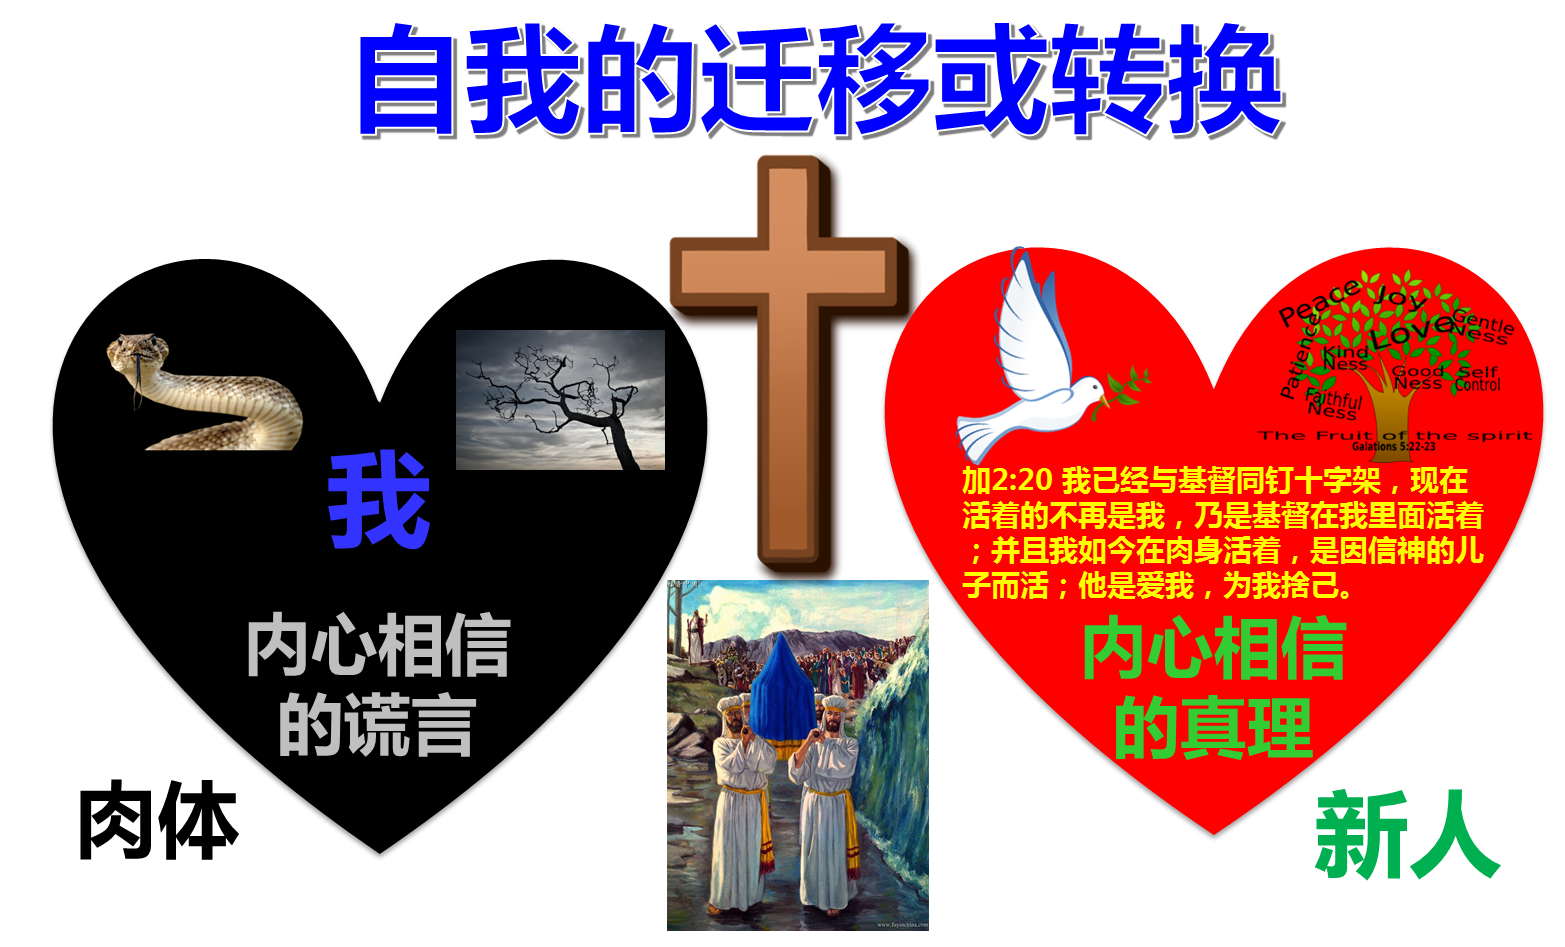 自我的迁移或转换
我
内心相信
的谎言
肉体
Peace
Joy
Love
Gentle
Ness
Patience
Kind
Ness
Good
Ness
Self
Control
Faithful
Ness
The Fruit of the spirit
Galations 5:22-23
加2:20 我已经与基督同钉十字架，现在
活着的不再是我，乃是基督在我里面活着
；并且我如今在肉身活着，是因信神的儿
子而活；他是爱我，为我捨己。
内心相信
的真理
新人